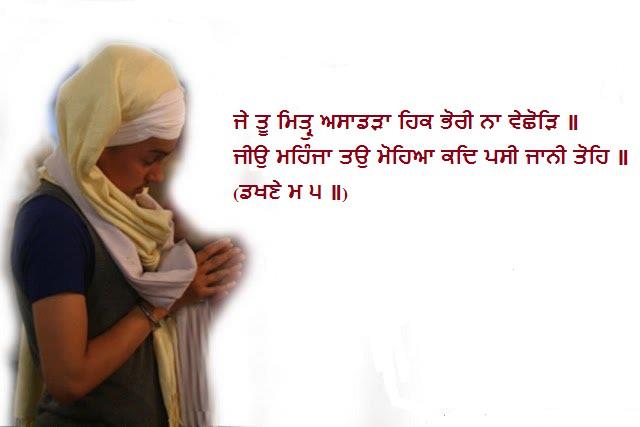 ਜੇ ਤੂ ਮਿਤ੍ਰੁ ਅਸਾਡੜਾ ਹਿਕ ਭੋਰੀ ਨਾ ਵੇਛੋੜਿ ॥
ਜੀਉ ਮਹਿੰਜਾ ਤਉ ਮੋਹਿਆ ਕਦਿ ਪਸੀ ਜਾਨੀ ਤੋਹਿ ॥
(ਡਖਣੇ ਮ ੫ ॥)